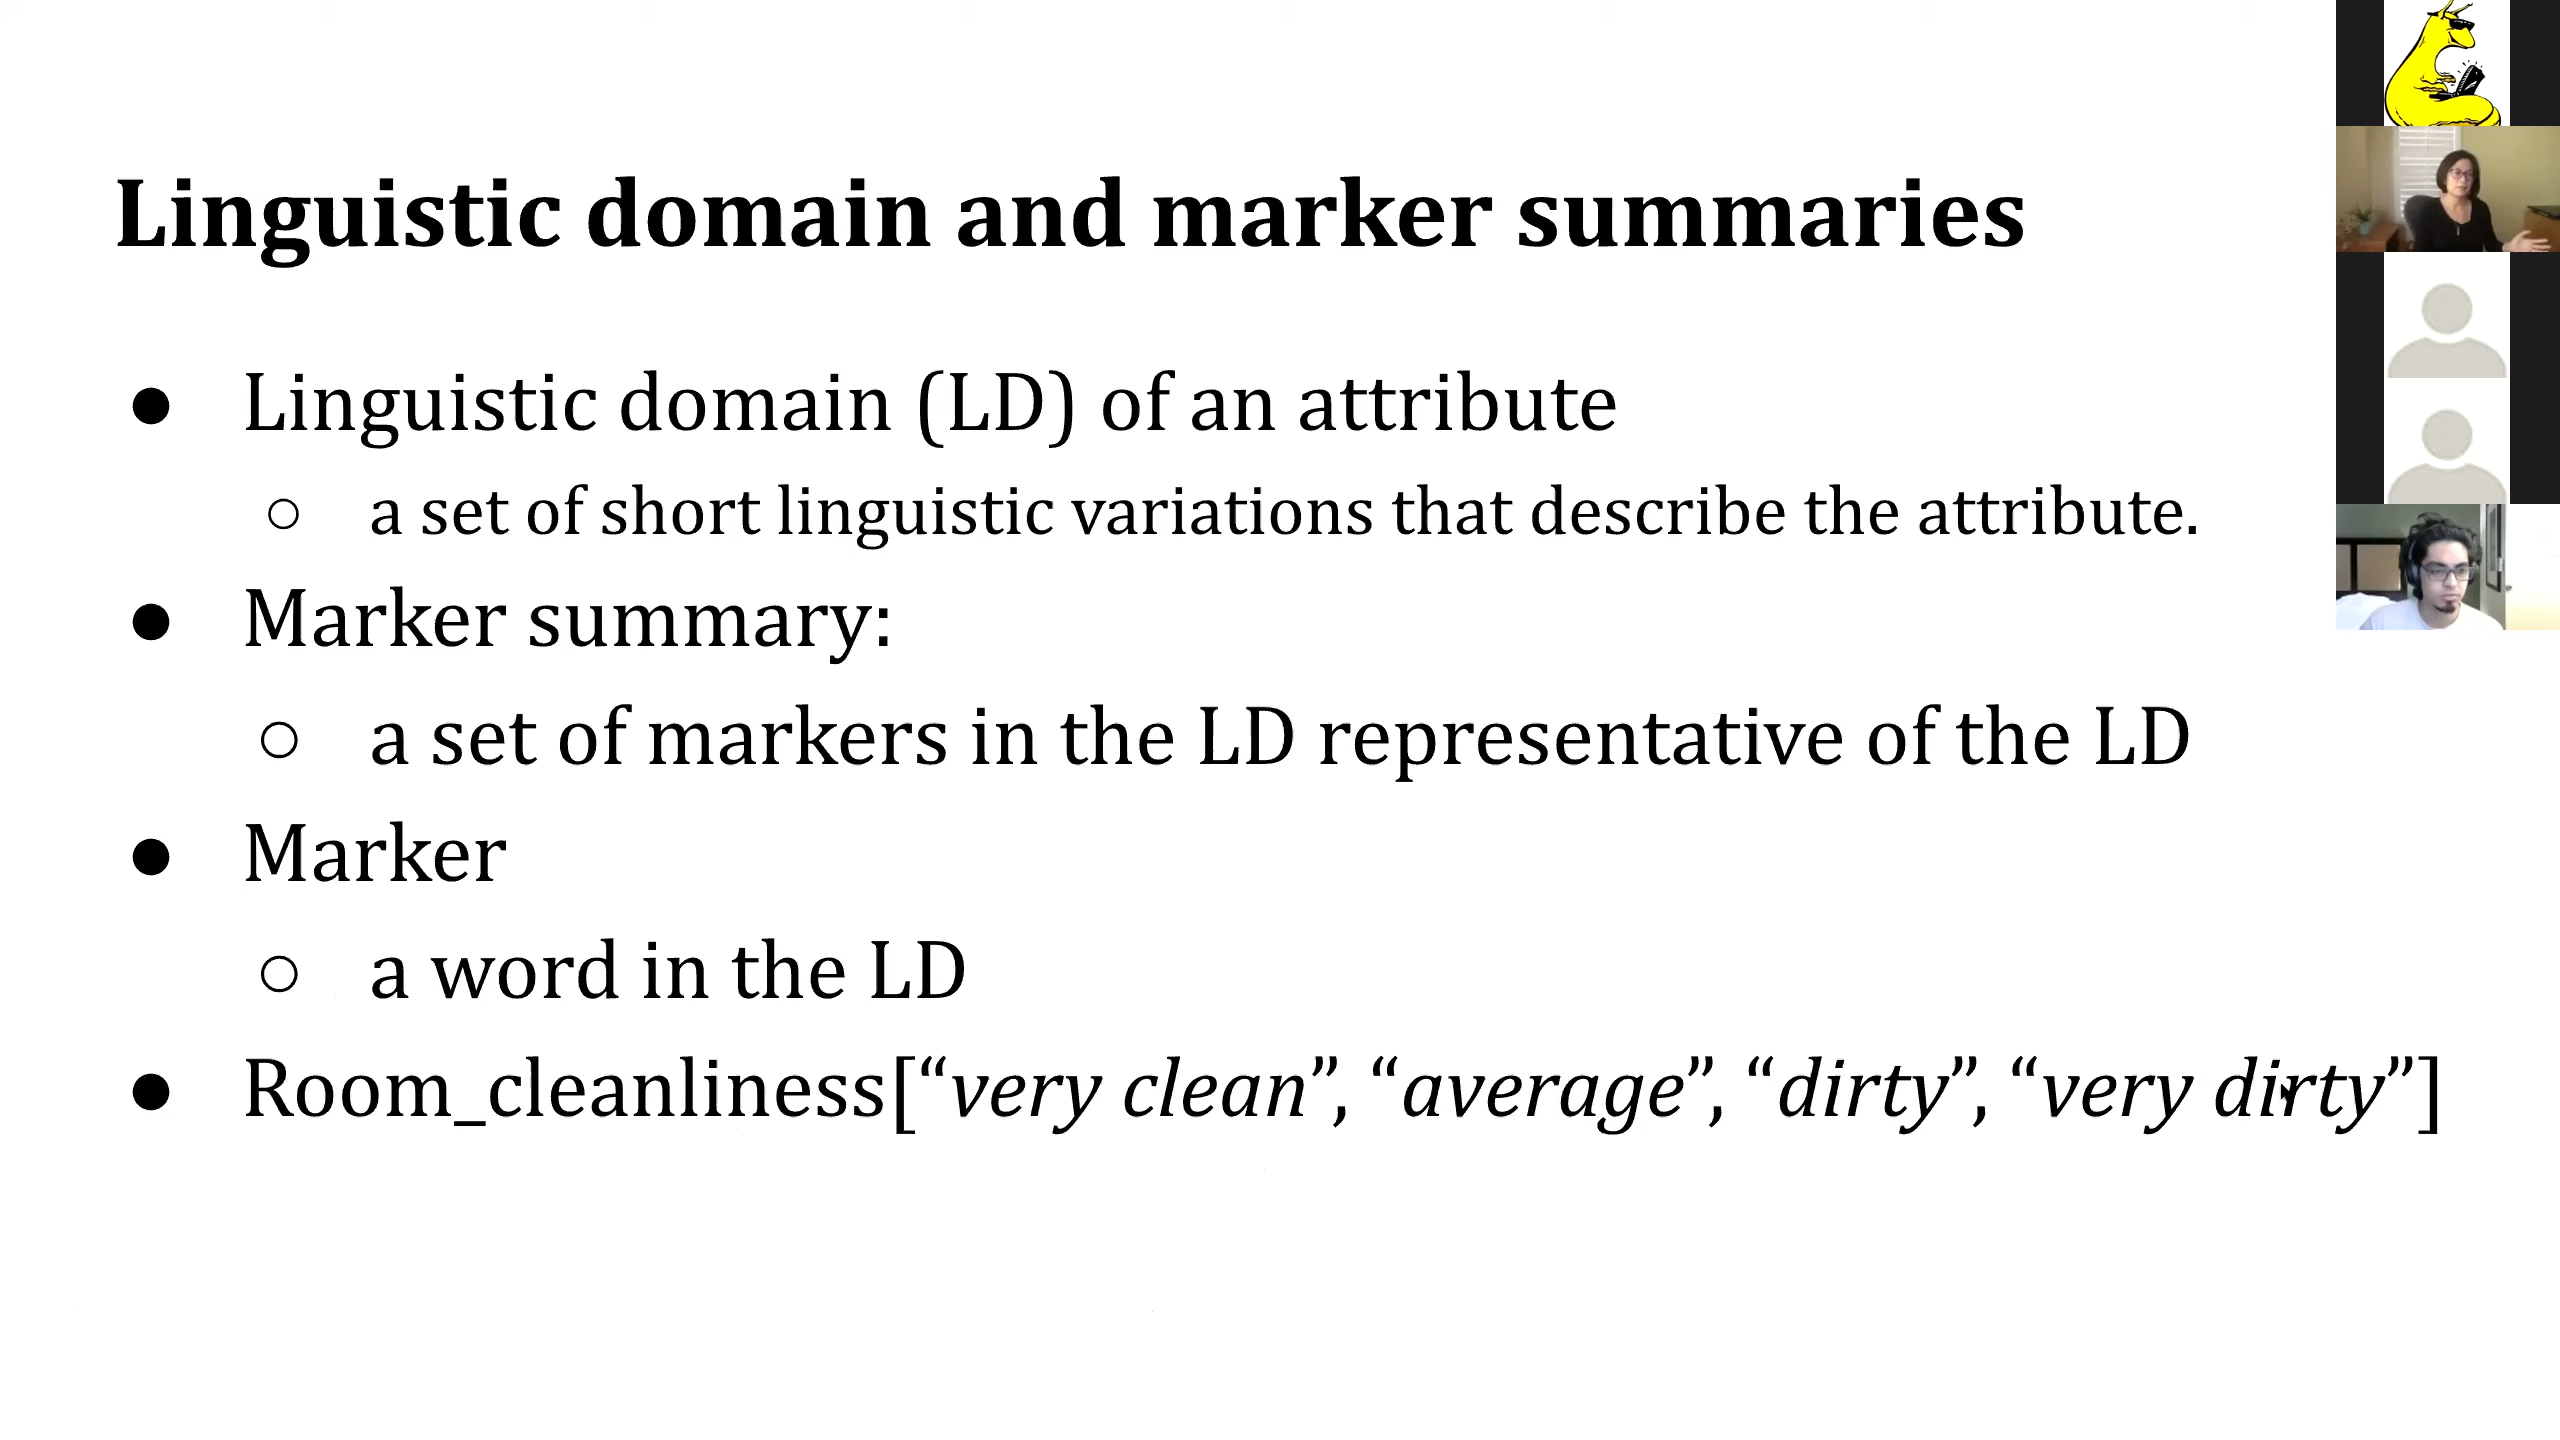 Linguistic domain and marker summaries
● Linguistic domain (LD) of an attribute
○ a set of short linguistic variations that describe the attribute.
● Marker summary:
○ a set of markers in the LD representative of the LD
● Marker
○ a word in the LD
● Room_cleanliness[“very clean”, “average”, “dirty”, “very dirty”]